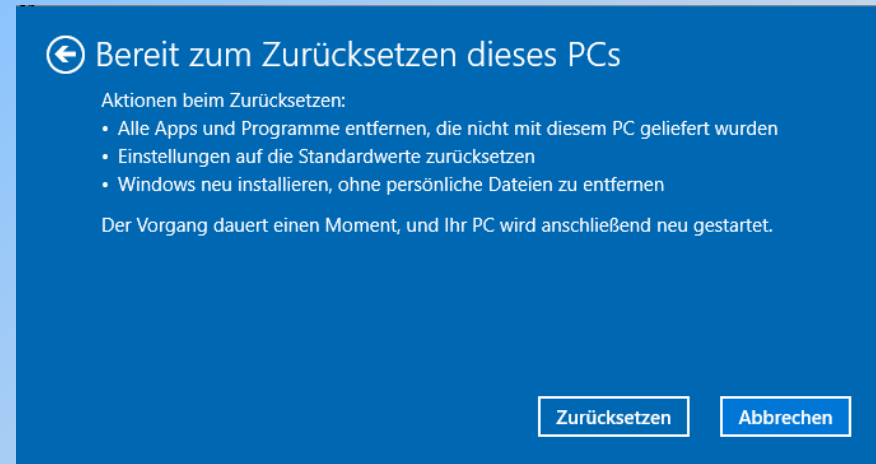 Bereit zum Zurücksetzen dieses PCs
Aktionen beim Zurücksetzen:
• Alle Apps und Programme entfernen, die nicht mit diesem PC geliefert wurden
• Einstellungen auf die Standardwerte zurücksetzen
• Windows neu installieren, ohne persönliche Dateien zu entfernen
Der Vorgang dauert einen Moment, und Ihr PC wird anschließend neu gestartet.
Zurücksetzen
Abbrechen